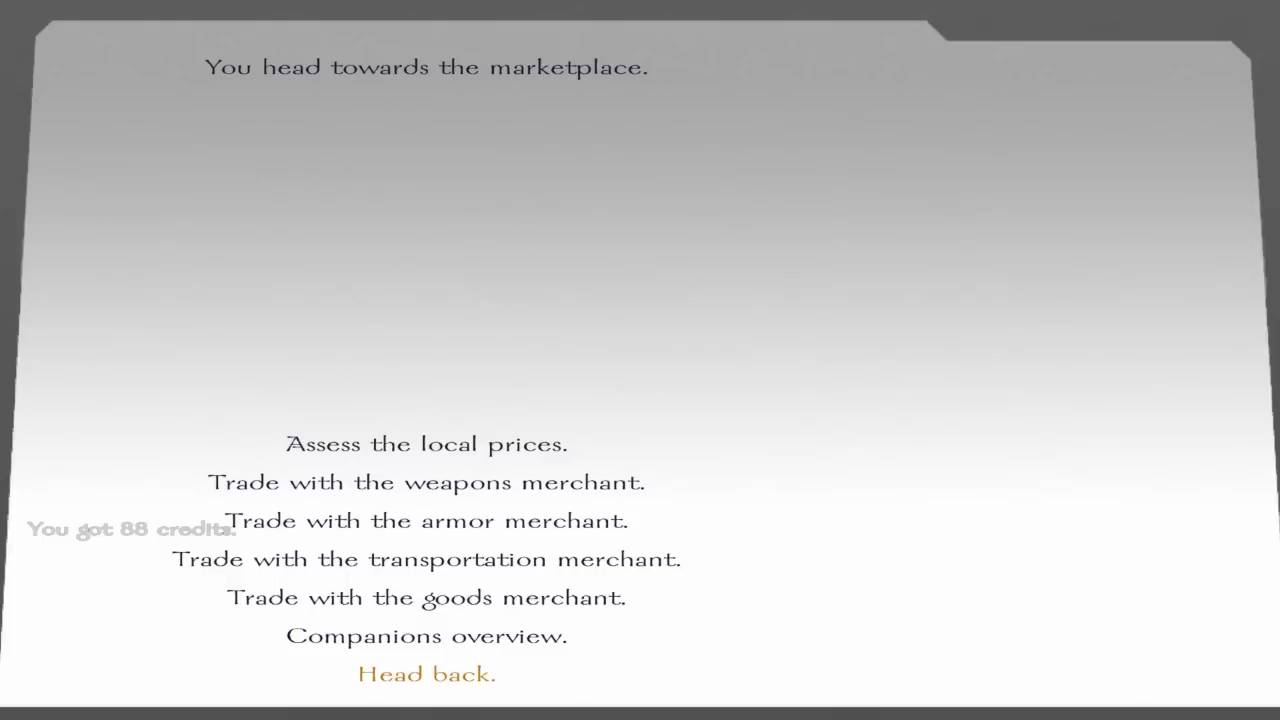 You head towards the marketplace.
Assess the local prices.
Trade with the weapons merchant.
Trade with the armor merchant.
You got 88 credits.
Trade with the transportation merchant.
Trade with the goods merchant.
Companions overview.
Head back.